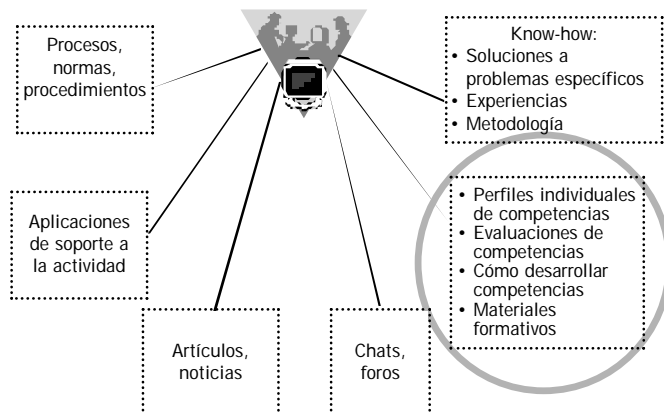 Procesos,
normas,
procedimientos
Know-how:
• Soluciones a
problemas específicos
• Experiencias
• Metodología
Aplicaciones
de soporte a
la actividad
• Perfiles individuales
de competencias
• Evaluaciones de
competencias
• Cómo desarrollar
competencias
• Materiales
formativos
Artículos,
noticias
Chats,
foros